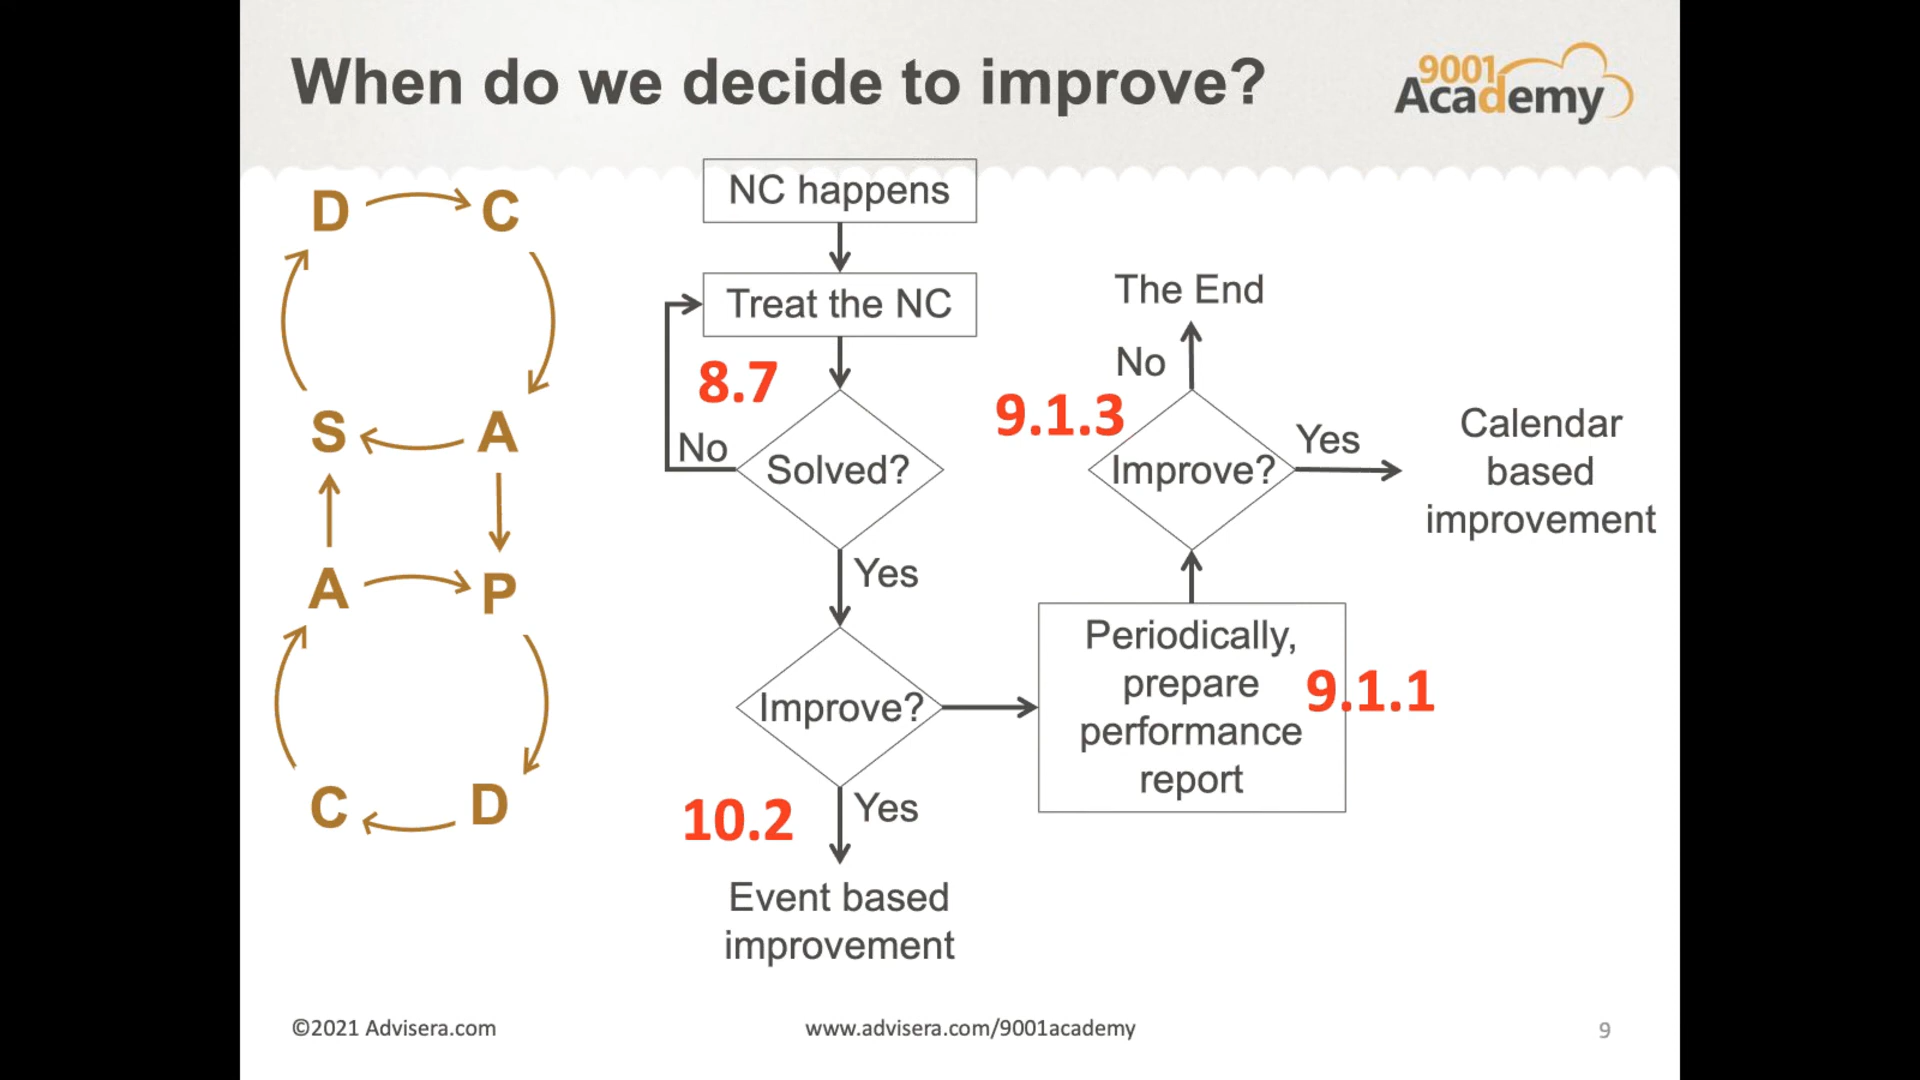 When do we decide to improve?
9001
Academy
D
C
S
A
A
P
C
D
NC happens
Treat the NC
8.7
No
Solved?
Yes
Improve?
10.2
Yes
Event based
improvement
The End
No
9.1.3
Improve?
Yes
Calendar
based
improvement
Periodically,
prepare
performance
report
9.1.1
©2021 Advisera.com
www.advisera.com/9001academy
9